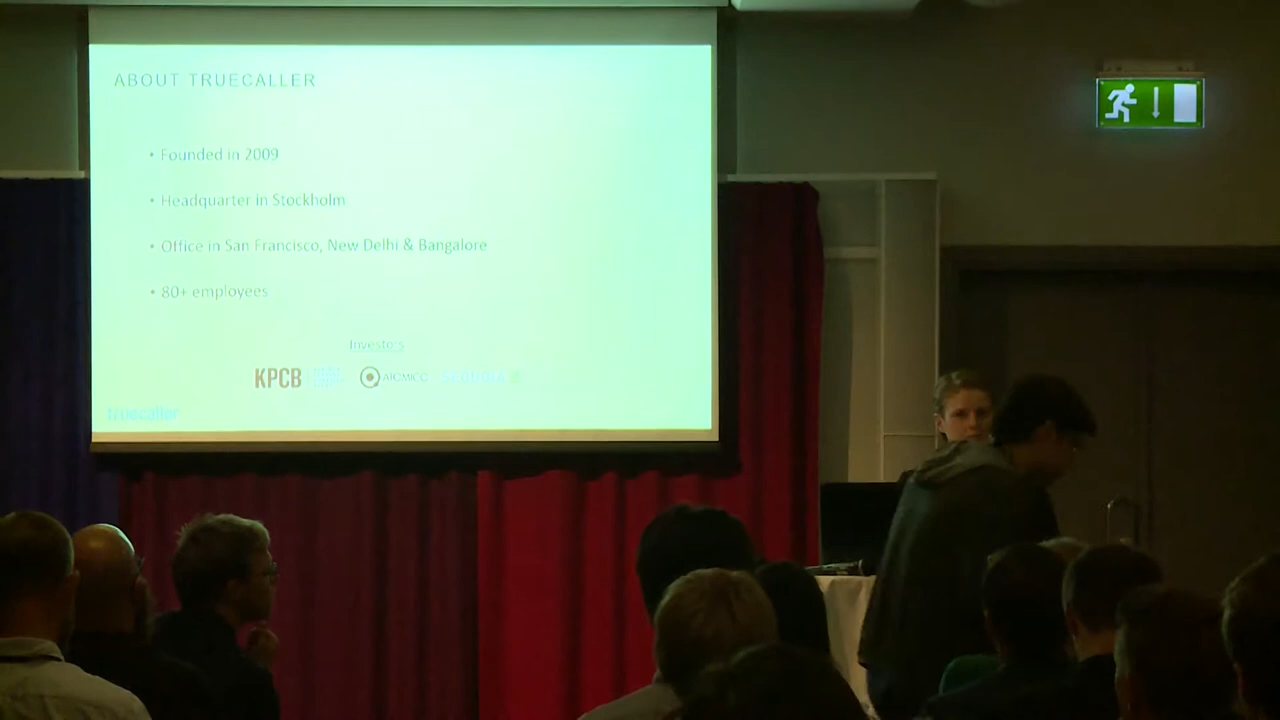 ABOUT TRUECALLER
• Founded in 2009
• Headquarter in Stockholm
• Office in San Francisco, New Delhi & Bangalore
• 80+ employees
Investors
KPCB ATOMICO SEQUOIA
truecaller